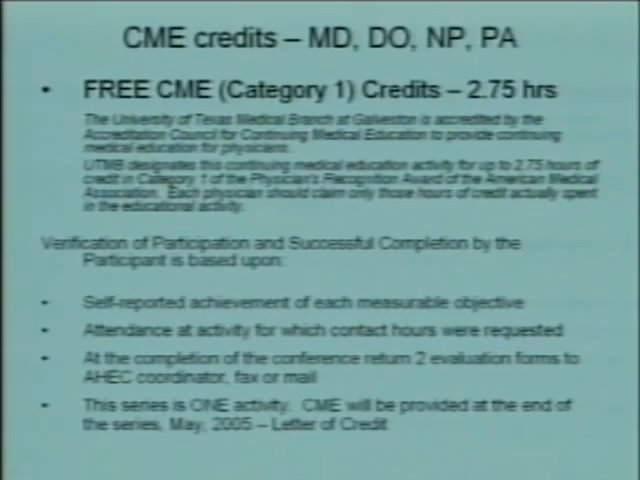 CME credits – MD, DO, NP, PA
• FREE CME (Category 1) Credits – 2.75 hrs
The University of Texas Medical Branch at Galveston is accredited by the
Accreditation Council for Continuing Medical Education to provide continuing
medical education for physicians.
UTMB designates this continuing medical education activity for up to 2.75 hours of
credit in Category 1 of the Physician's Recognition Award of the American Medical
Association. Each physician should claim only those hours of credit actually spent
in the educational activity.
Verification of Participation and Successful Completion by the
Participant is based upon:
• Self-reported achievement of each measurable objective
• Attendance at activity for which contact hours were requested
• At the completion of the conference return 2 evaluation forms to
AHEC coordinator, fax or mail
• This series is ONE activity. CME will be provided at the end of
the series, May, 2005 – Letter of Credit